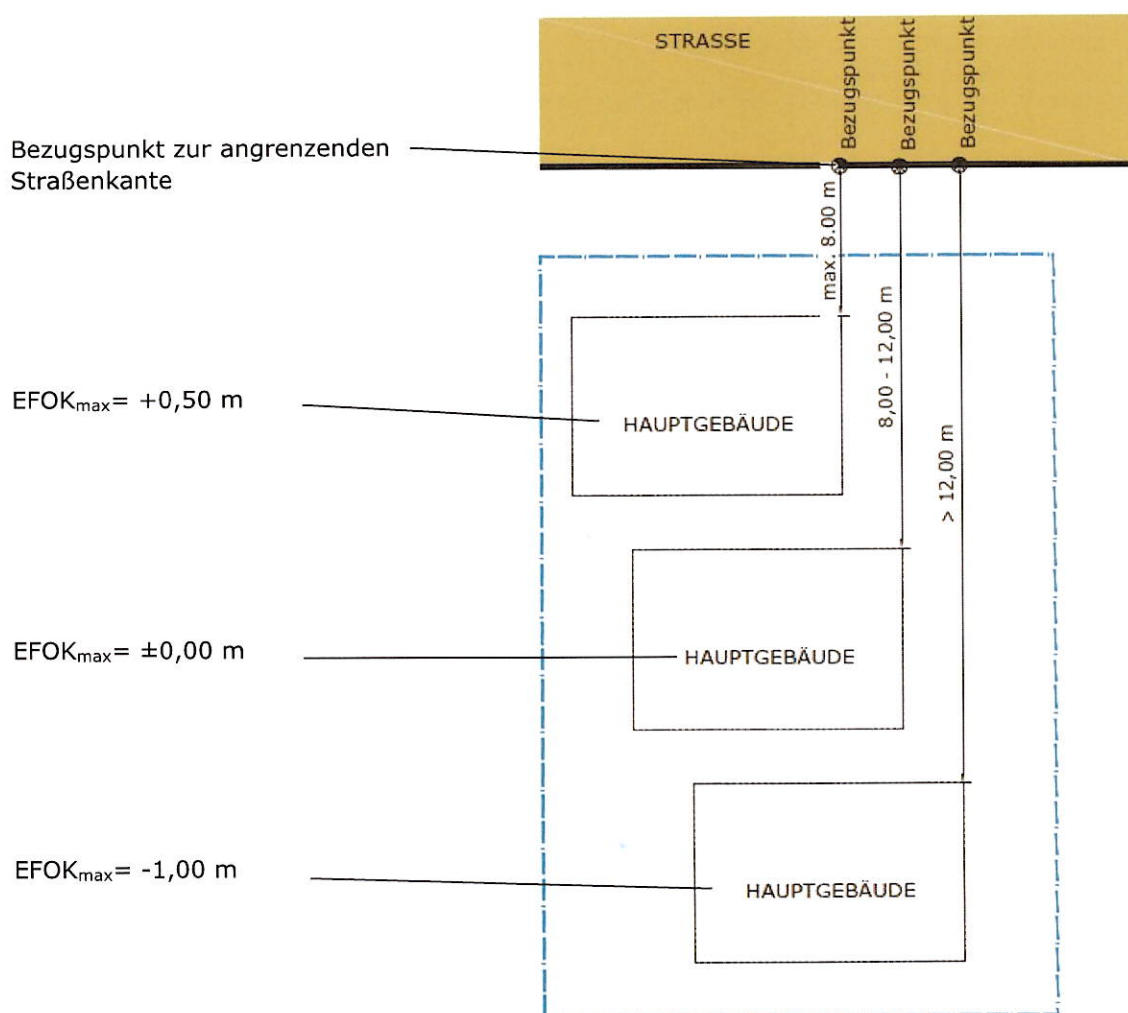 STRASSE
Bezugspunkt
Bezugspunkt
Bezugspunkt
Bezugspunkt zur angrenzenden
Straßenkante
max. 8.00 m
8,00 - 12,00 m
> 12,00 m
EFOKmax= +0,50 m
HAUPTGEBÄUDE
EFOKmax= ±0,00 m
HAUPTGEBÄUDE
EFOKmax= -1,00 m
HAUPTGEBÄUDE